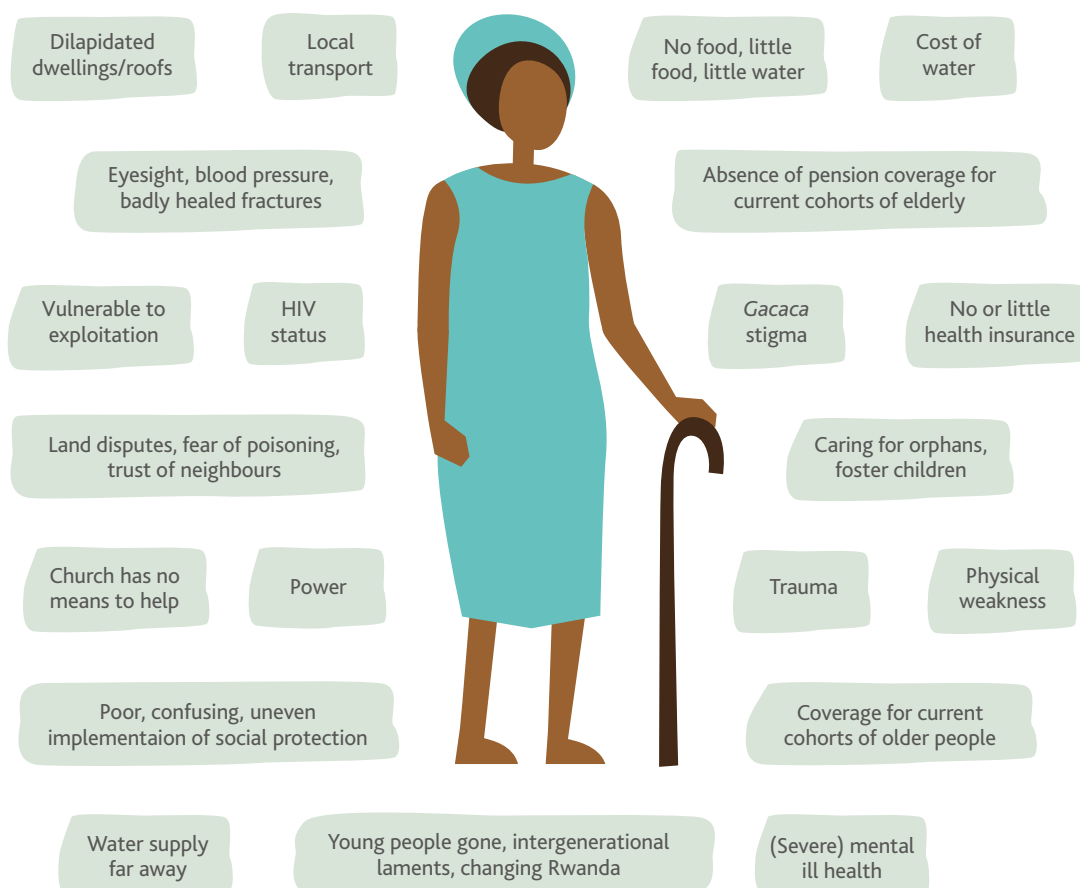 Dilapidated
dwellings/roofs
Local
transport
No food, little
food, little water
Cost of
water
Eyesight, blood pressure,
badly healed fractures
Absence of pension coverage for
current cohorts of elderly
Vulnerable to
exploitation
HIV
status
Gacaca
stigma
No or little
health insurance
Land disputes, fear of poisoning,
trust of neighbours
Caring for orphans,
foster children
Church has no
means to help
Power
Trauma
Physical
weakness
Poor, confusing, uneven
implementaion of social protection
Coverage for current
cohorts of older people
Water supply
far away
Young people gone, intergenerational
laments, changing Rwanda
(Severe) mental
ill health